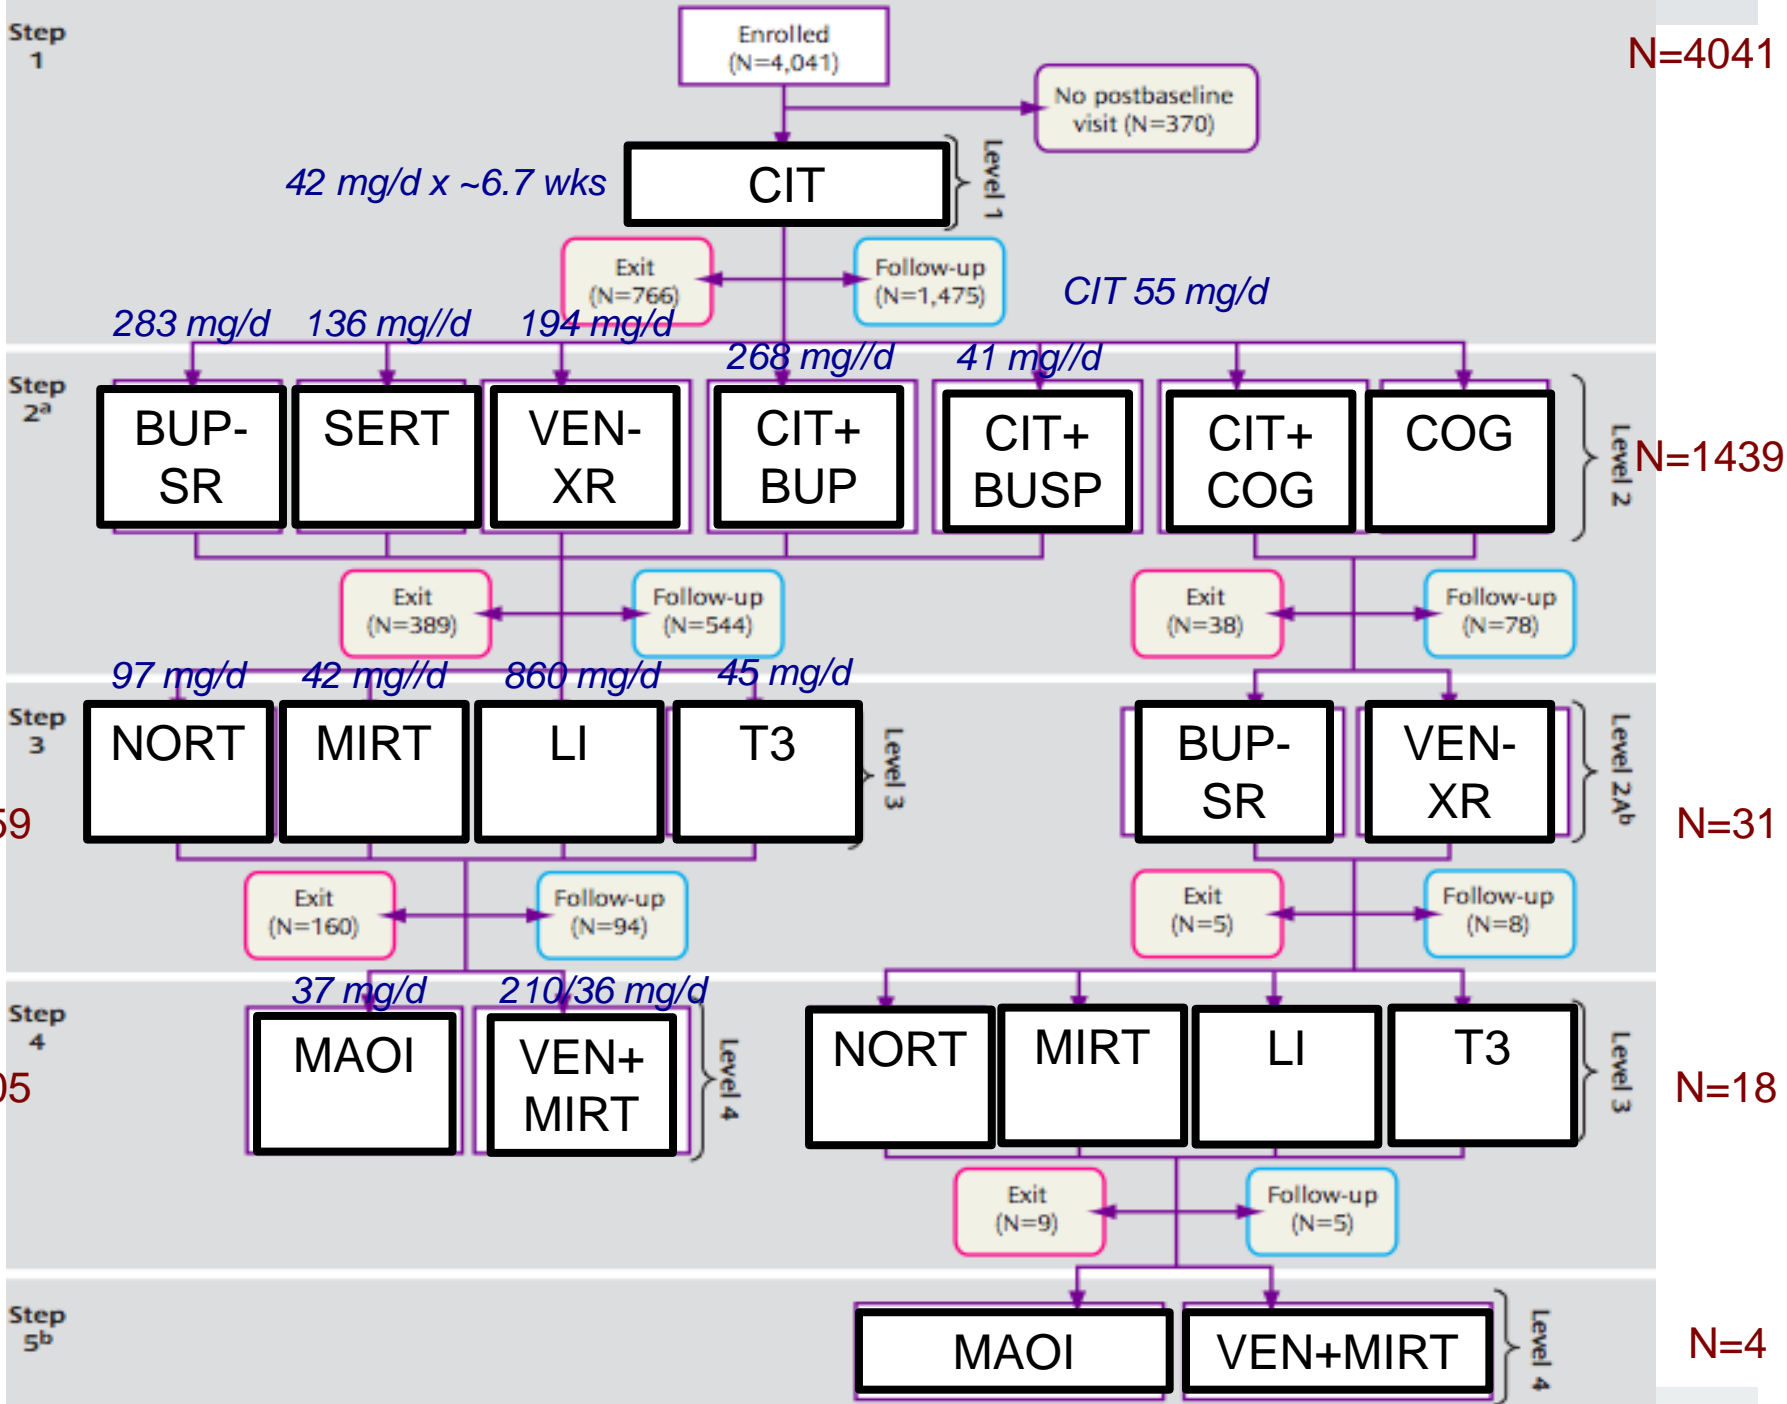 Step
1
Enrolled
(N=4,041)
N=4041
No postbaseline
visit (N=370)
42 mg/d x ~6.7 wks
CIT
Level 1
Exit
(N=766)
Follow-up
(N=1,475)
CIT 55 mg/d
283 mg/d
136 mg//d
194 mg/d
268 mg//d
41 mg//d
Step
2a
BUP-
SR
SERT
VEN-
XR
CIT+
BUP
CIT+
BUSP
CIT+
COG
COG
Level 2
N=1439
Exit
(N=389)
Follow-up
(N=544)
Exit
(N=38)
Follow-up
(N=78)
97 mg/d
42 mg//d
860 mg/d
45 mg/d
Step
3
NORT
MIRT
LI
T3
Level 3
BUP-
SR
VEN-
XR
Level 2Ab
59
N=31
Exit
(N=160)
Follow-up
(N=94)
Exit
(N=5)
Follow-up
(N=8)
37 mg/d
210/36 mg/d
Step
4
MAOI
VEN+
MIRT
Level 4
NORT
MIRT
LI
T3
Level 3
05
N=18
Exit
(N=9)
Follow-up
(N=5)
Step
5b
MAOI
VEN+MIRT
Level 4
N=4